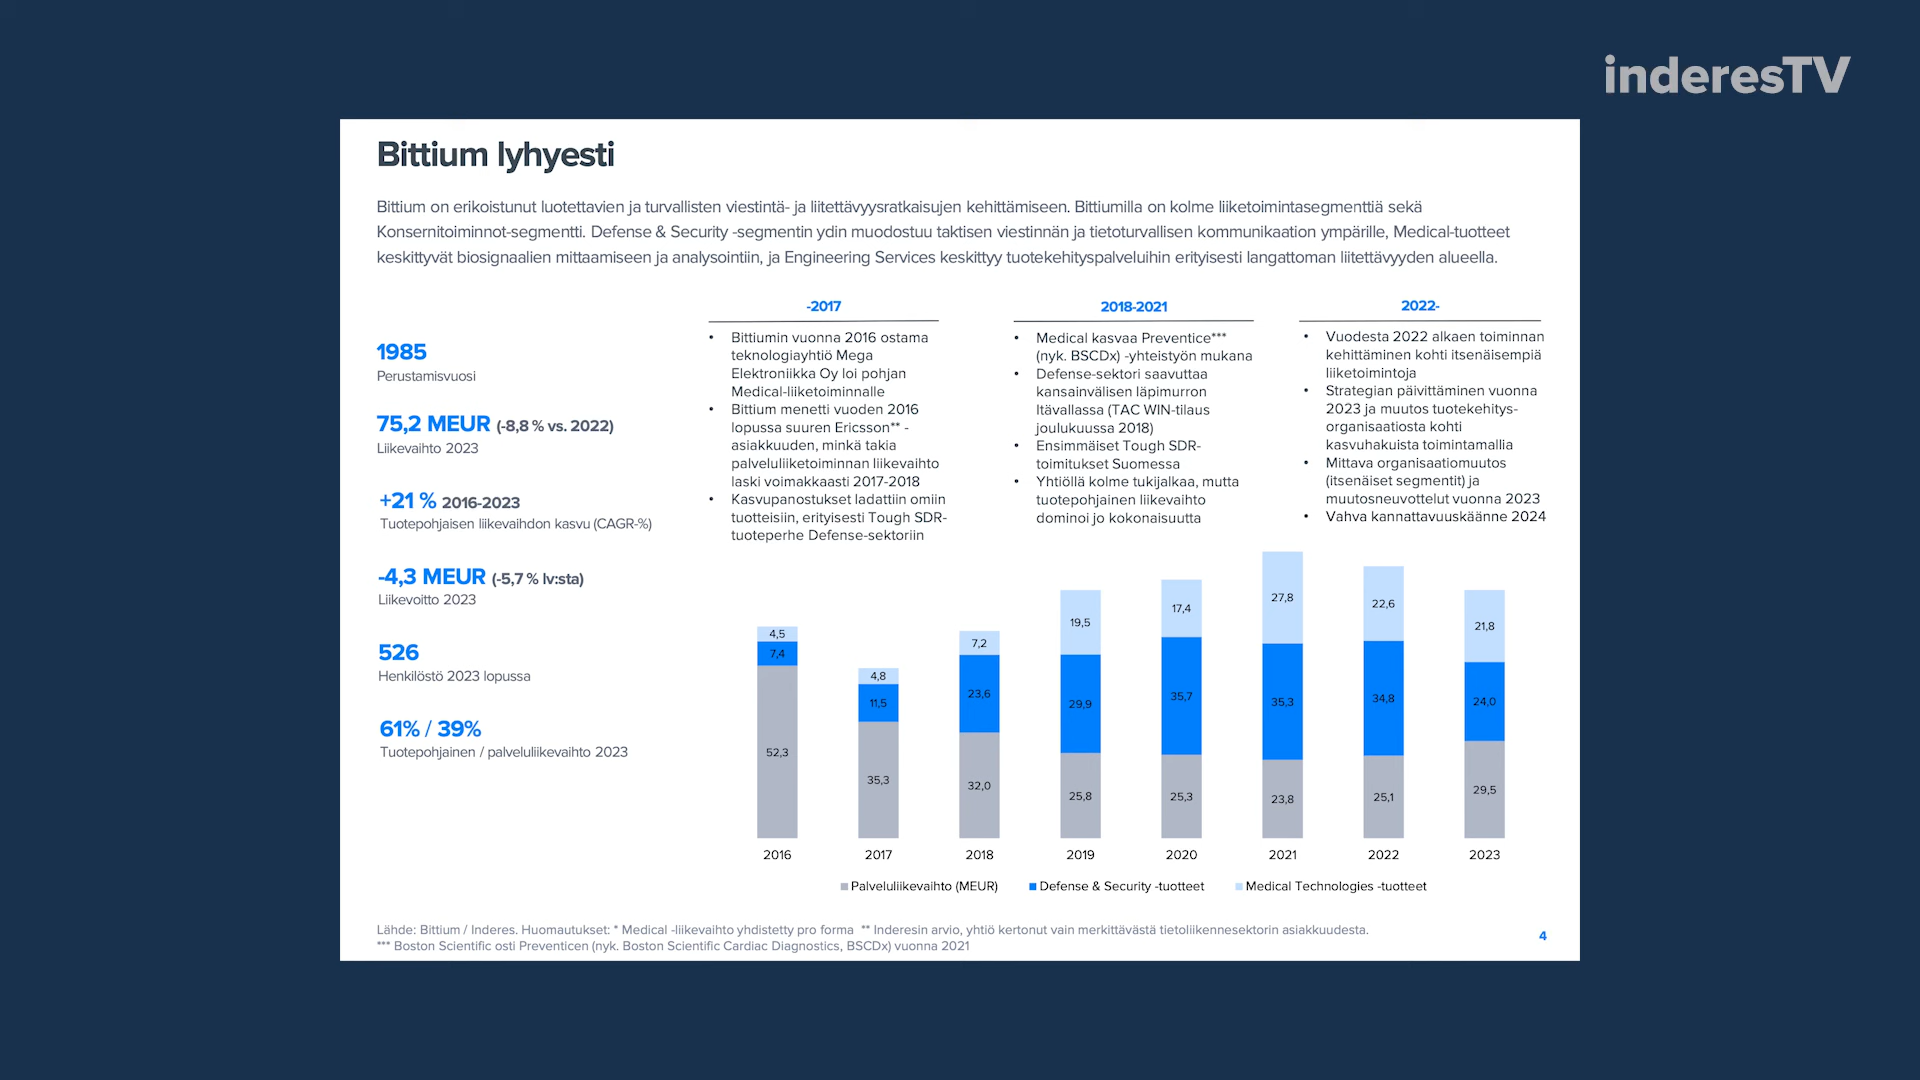 inderesTV
Bittium lyhyesti
Bittium on erikoistunut luotettavien ja turvallisten viestintä- ja liitettävyysratkaisujen kehittämiseen. Bittiumilla on kolme liiketoimintasegmenttiä sekä
Konsernitoiminnot-segmentti. Defense & Security -segmentin ydin muodostuu taktisen viestinnän ja tietoturvallisen kommunikaation ympärille, Medical-tuotteet
keskittyvät biosignaalien mittaamiseen ja analysointiin, ja Engineering Services keskittyy tuotekehityspalveluihin erityisesti langattoman liitettävyyden alueella.
1985
Perustamisvuosi
75,2 MEUR (-8,8 % vs. 2022)
Liikevaihto 2023
+21 % 2016-2023
Tuotepohjaisen liikevaihdon kasvu (CAGR-%)
-4,3 MEUR (-5,7 % lv:sta)
Liikevoitto 2023
526
Henkilöstö 2023 lopussa
61% / 39%
Tuotepohjainen / palveluliikevaihto 2023
-2017
• Bittiumin vuonna 2016 ostama
teknologiayhtiö Mega
Elektroniikka Oy loi pohjan
Medical-liiketoiminnalle
• Bittium menetti vuoden 2016
lopussa suuren Ericsson** -
asiakkuuden, minkä takia
palveluliiketoiminnan liikevaihto
laski voimakkaasti 2017-2018
• Kasvupanostukset ladattiin omiin
tuotteisiin, erityisesti Tough SDR-
tuoteperhe Defense-sektoriin
2018-2021
• Medical kasvaa Preventice***
(nyk. BSCDx) -yhteistyön mukana
• Defense-sektori saavuttaa
kansainvälisen läpimurron
Itävallassa (TAC WIN-tilaus
joulukuussa 2018)
• Ensimmäiset Tough SDR-
toimitukset Suomessa
• Yhtiöllä kolme tukijalkaa, mutta
tuotepohjainen liikevaihto
dominoi jo kokonaisuutta
2022-
• Vuodesta 2022 alkaen toiminnan
kehittäminen kohti itsenäisempiä
liiketoimintoja
• Strategian päivittäminen vuonna
2023 ja muutos tuotekehitys-
organisaatiosta kohti
kasvuhakuista toimintamallia
• Mittava organisaatiomuutos
(itsenäiset segmentit) ja
muutosneuvottelut vuonna 2023
• Vahva kannattavuuskäänne 2024
4,5
7,4
52,3
4,8
11,5
35,3
7,2
23,6
32,0
19,5
29,9
25,8
17,4
35,7
25,3
27,8
35,3
23,8
22,6
34,8
25,1
21,8
24,0
29,5
2016 2017 2018 2019 2020 2021 2022 2023
Palveluliikevaihto (MEUR) Defense & Security -tuotteet Medical Technologies -tuotteet
Lähde: Bittium / Inderes. Huomautukset: * Medical -liikevaihto yhdistetty pro forma ** Inderesin arvio, yhtiö kertonut vain merkittävästä tietoliikennesektorin asiakkuudesta.
*** Boston Scientific osti Preventicen (nyk. Boston Scientific Cardiac Diagnostics, BSCDx) vuonna 2021
4